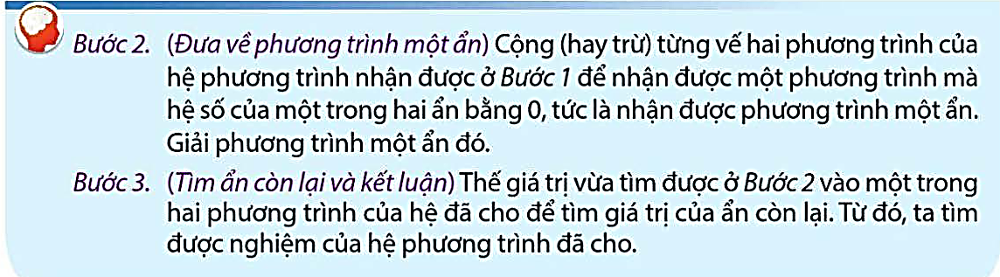 Bước 2. (Đưa về phương trình một ẩn) Cộng (hay trừ) từng vế hai phương trình của
hệ phương trình nhận được ở Bước 1 để nhận được một phương trình mà
hệ số của một trong hai ẩn bằng 0, tức là nhận được phương trình một ẩn.
Giải phương trình một ẩn đó.
Bước 3. (Tìm ẩn còn lại và kết luận) Thế giá trị vừa tìm được ở Bước 2 vào một trong
hai phương trình của hệ đã cho để tìm giá trị của ẩn còn lại. Từ đó, ta tìm
được nghiệm của hệ phương trình đã cho.